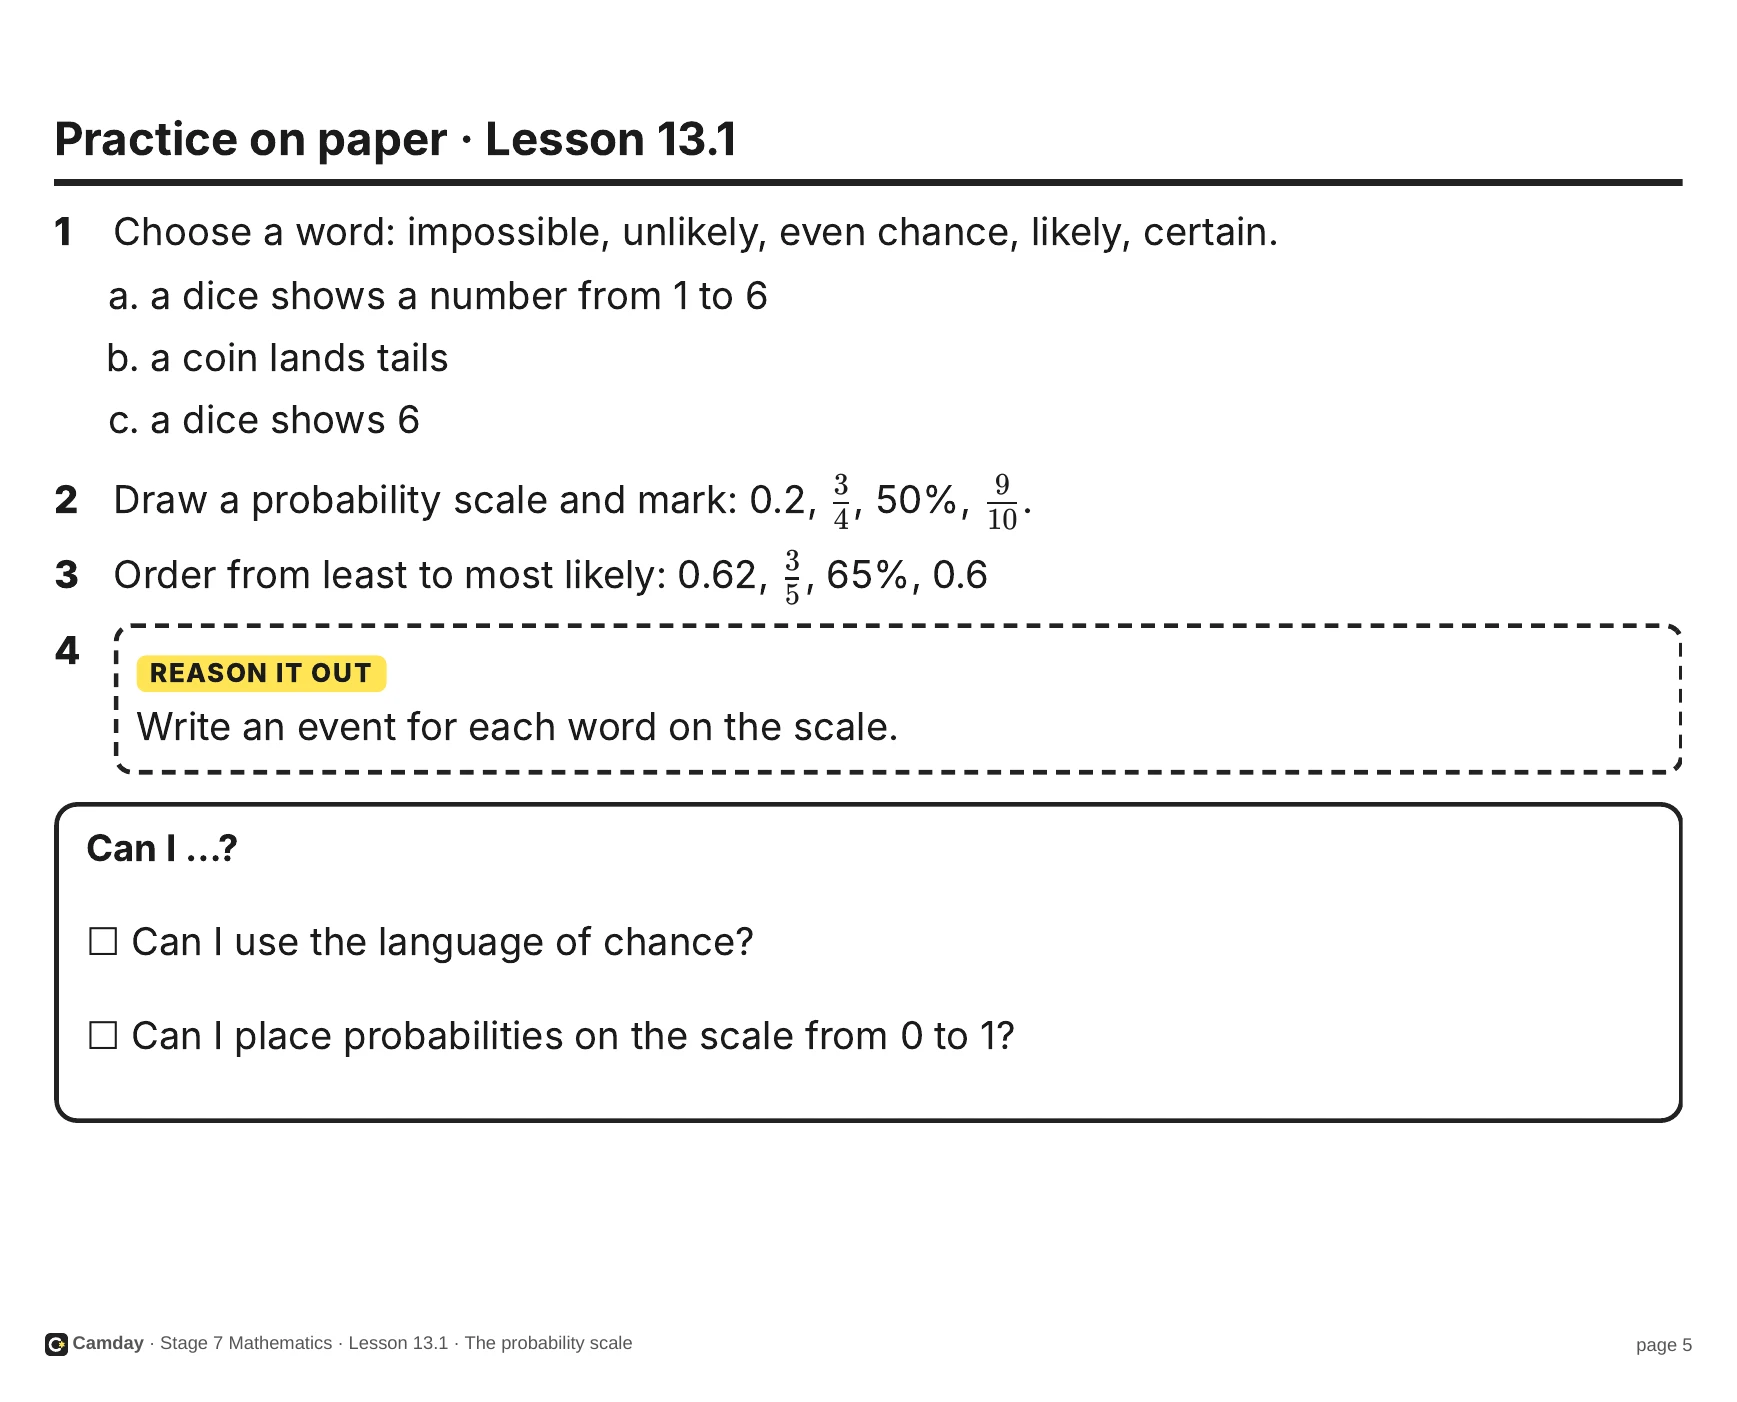 Practice on paper · Lesson 13.1
1 Choose a word: impossible, unlikely, even chance, likely, certain.
a. a dice shows a number from 1 to 6
b. a coin lands tails
c. a dice shows 6
2 Draw a probability scale and mark: 0.2, 3/4, 50%, 9/10.
3 Order from least to most likely: 0.62, 3/5, 65%, 0.6
4
REASON IT OUT
Write an event for each word on the scale.
Can I ...?
☐ Can I use the language of chance?
☐ Can I place probabilities on the scale from 0 to 1?
Camday · Stage 7 Mathematics · Lesson 13.1 · The probability scale
page 5